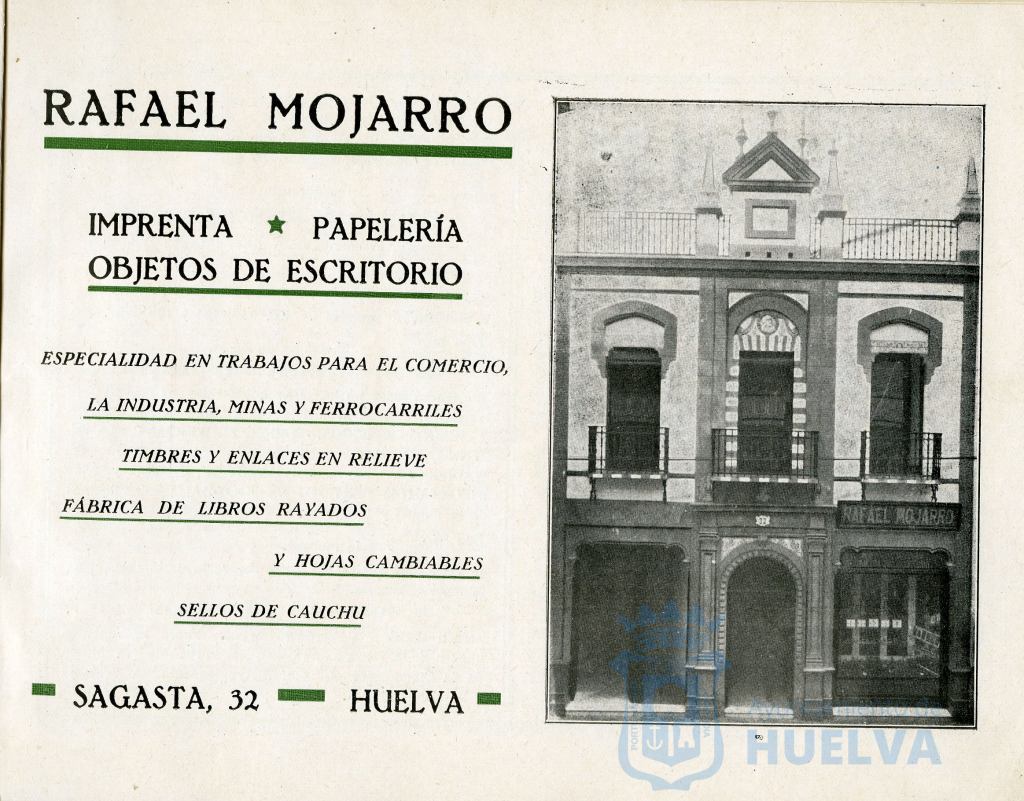 RAFAEL MOJARRO
IMPRENTA ★ PAPELERÍA
OBJETOS DE ESCRITORIO
ESPECIALIDAD EN TRABAJOS PARA EL COMERCIO,
LA INDUSTRIA, MINAS Y FERROCARRILES
TIMBRES Y ENLACES EN RELIEVE
FÁBRICA DE LIBROS RAYADOS
Y HOJAS CAMBIABLES
SELLOS DE CAUCHU
SAGASTA, 32 HUELVA
RAFAEL MOJARRO
HUELVA